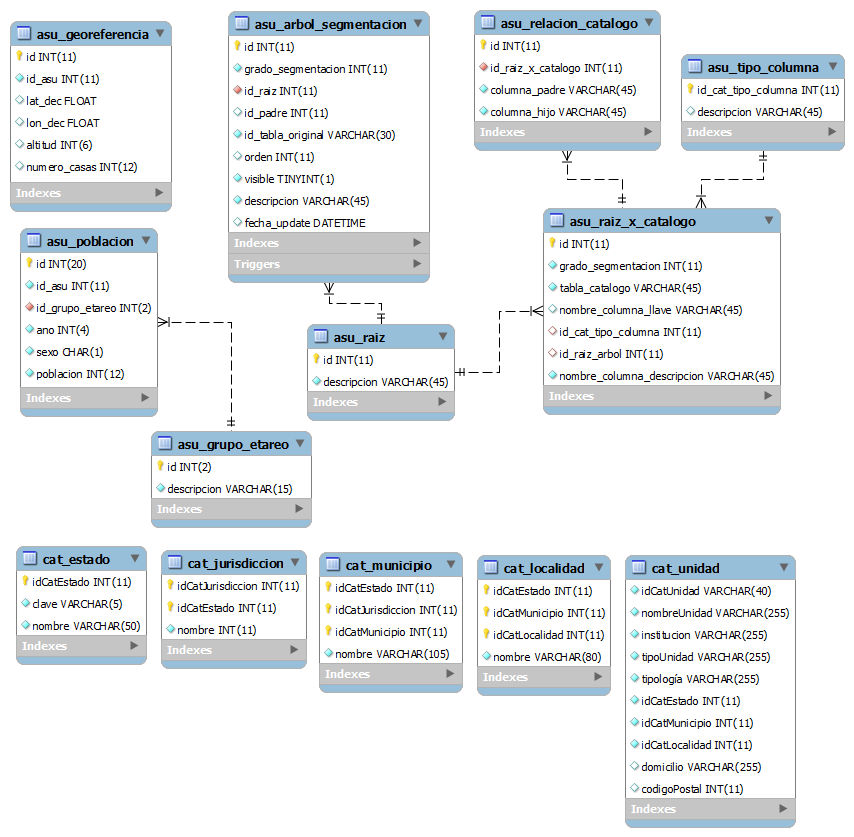 asu_georeferencia
id INT(11)
id_asu INT(11)
lat_dec FLOAT
lon_dec FLOAT
altitud INT(6)
numero_casas INT(12)
Indexes
asu_arbol_segmentacion
id INT(11)
grado_segmentacion INT(11)
id_raiz INT(11)
id_padre INT(11)
id_tabla_original VARCHAR(30)
orden INT(11)
visible TINYINT(1)
descripcion VARCHAR(45)
fecha_update DATETIME
Indexes
Triggers
asu_relacion_catalogo
id INT(11)
id_raiz_x_catalogo INT(11)
columna_padre VARCHAR(45)
columna_hijo VARCHAR(45)
Indexes
asu_tipo_columna
id_cat_tipo_columna INT(11)
descripcion VARCHAR(45)
Indexes
asu_poblacion
id INT(20)
id_asu INT(11)
id_grupo_etareo INT(2)
ano INT(4)
sexo CHAR(1)
poblacion INT(12)
Indexes
asu_raiz
id INT(11)
descripcion VARCHAR(45)
Indexes
asu_raiz_x_catalogo
id INT(11)
grado_segmentacion INT(11)
tabla_catalogo VARCHAR(45)
nombre_columna_llave VARCHAR(45)
id_cat_tipo_columna INT(11)
id_raiz_arbol INT(11)
nombre_columna_descripcion VARCHAR(45)
Indexes
asu_grupo_etareo
id INT(2)
descripcion VARCHAR(15)
Indexes
cat_estado
idCatEstado INT(11)
clave VARCHAR(5)
nombre VARCHAR(50)
Indexes
cat_jurisdiccion
idCatJurisdiccion INT(11)
idCatEstado INT(11)
nombre INT(11)
Indexes
cat_municipio
idCatEstado INT(11)
idCatJurisdiccion INT(11)
idCatMunicipio INT(11)
nombre VARCHAR(105)
Indexes
cat_localidad
idCatEstado INT(11)
idCatMunicipio INT(11)
idCatLocalidad INT(11)
nombre VARCHAR(80)
Indexes
cat_unidad
idCatUnidad VARCHAR(40)
nombreUnidad VARCHAR(255)
institucion VARCHAR(255)
tipoUnidad VARCHAR(255)
tipología VARCHAR(255)
idCatEstado INT(11)
idCatMunicipio INT(11)
idCatLocalidad INT(11)
domicilio VARCHAR(255)
codigoPostal INT(11)
Indexes